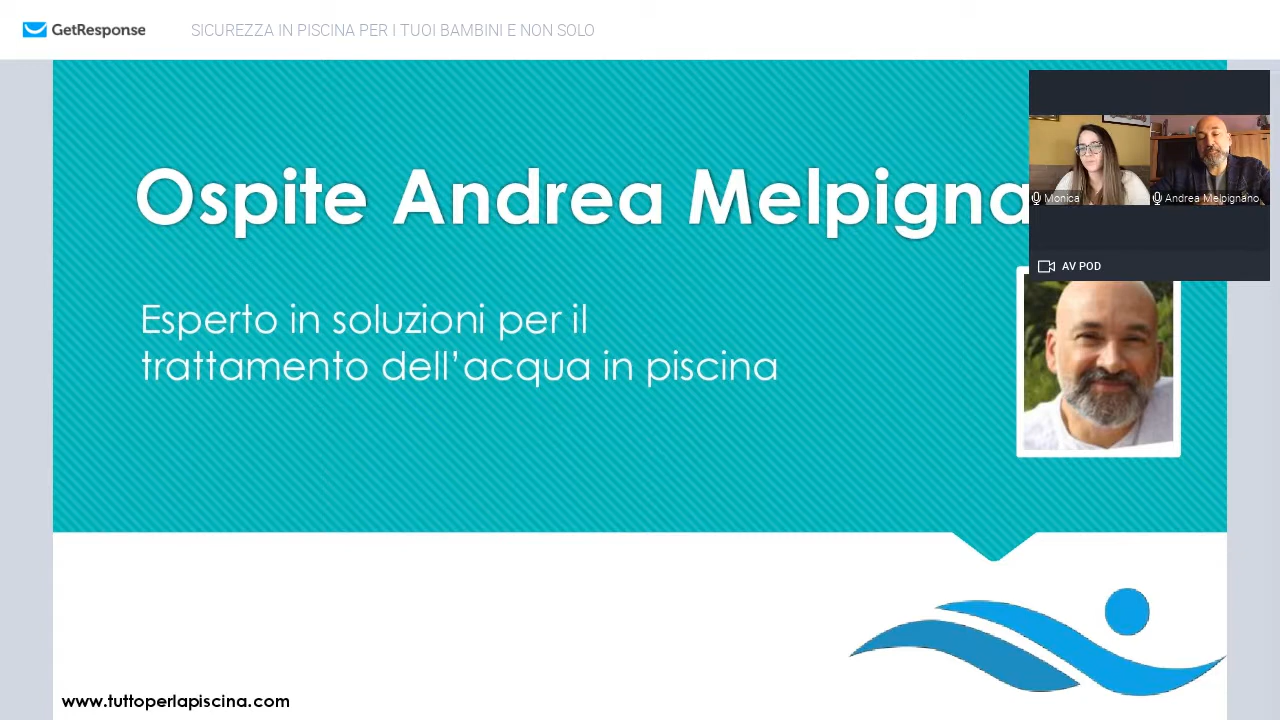 GetResponse
SICUREZZA IN PISCINA PER I TUOI BAMBINI E NON SOLO
Ospite Andrea Melpigna
Monica
Andrea Melpignano
AV POD
Esperto in soluzioni per il
trattamento dell’acqua in piscina
www.tuttoperlapiscina.com